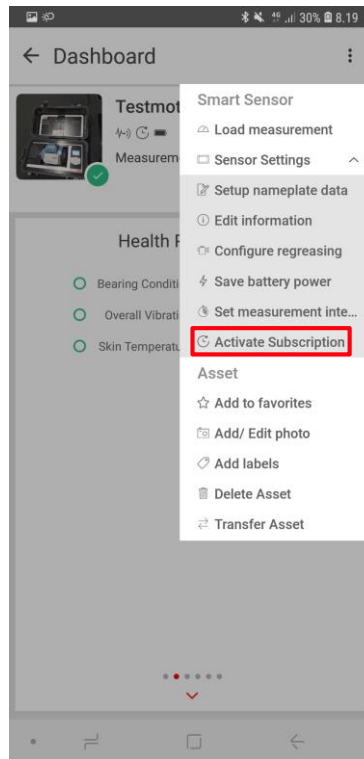 30% 8.19
Dashboard
Testmot
Measurem
Health
Bearing Conditi
Overall Vibrati
Skin Temperatu
Smart Sensor
Load measurement
Sensor Settings
Setup nameplate data
Edit information
Configure regreasing
Save battery power
Set measurement inte...
Activate Subscription
Asset
Add to favorites
Add/ Edit photo
Add labels
Delete Asset
Transfer Asset